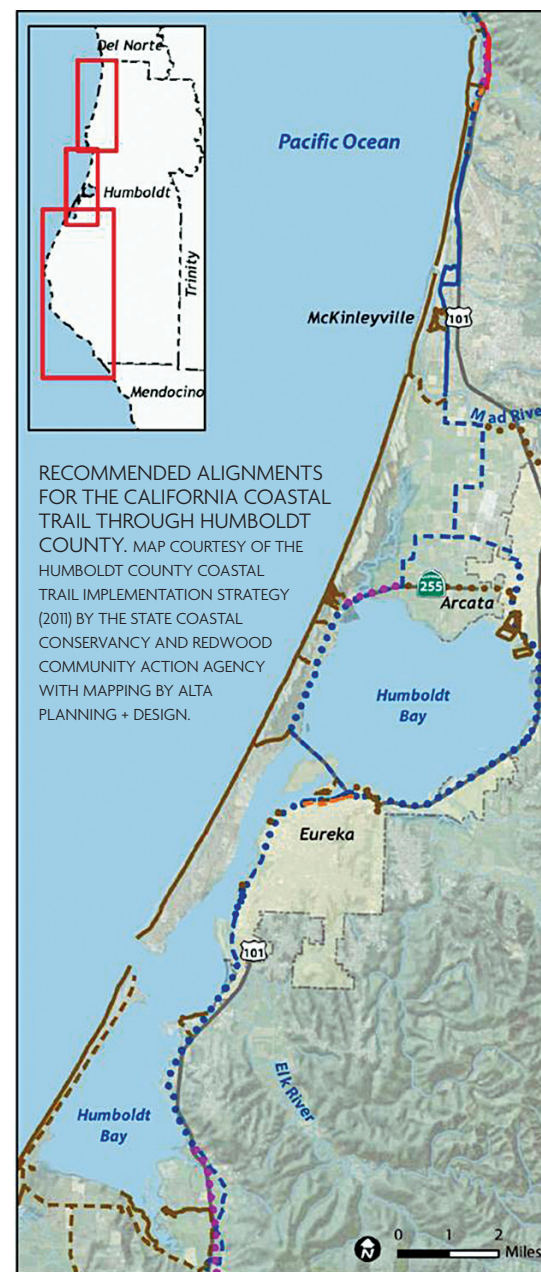 Del Norte
Humboldt
Trinity
Mendocino
Pacific Ocean
McKinleyville
101
Mad River
RECOMMENDED ALIGNMENTS
FOR THE CALIFORNIA COASTAL
TRAIL THROUGH HUMBOLDT
COUNTY. MAP COURTESY OF THE
HUMBOLDT COUNTY COASTAL
TRAIL IMPLEMENTATION STRATEGY
(2011) BY THE STATE COASTAL
CONSERVANCY AND REDWOOD
COMMUNITY ACTION AGENCY
WITH MAPPING BY ALTA
PLANNING + DESIGN.
255
Arcata
Humboldt
Bay
Eureka
101
Elk River
Humboldt
Bay
N
0 1 2
Miles